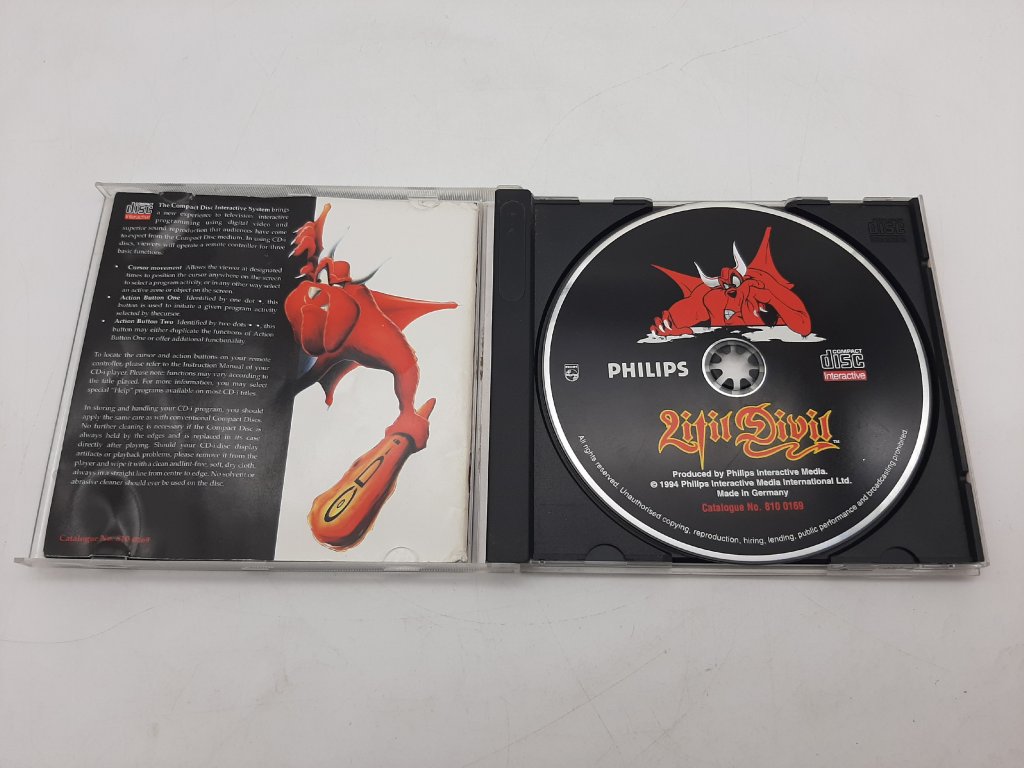 DISC
INTERACTIVE
The Compact Disc Interactive System brings
a new experience to television: interactive
programming using digital video and
superior sound reproduction that audiences have come
to expect from the Compact Disc medium. In using CD-i
discs, viewers will operate a remote controller for three
basic functions:
• Cursor movement Allows the viewer at designated
times to position the cursor anywhere on the screen
to select a program activity, or in any other way select
an active zone or object on the screen.
• Action Button One Identified by one dot •, this
button is used to initiate a given program activity
selected by thecursor.
• Action Button Two Identified by two dots • •, this
button may either duplicate the functions of Action
Button One or offer additional functionality.
To locate the cursor and action buttons on your remote
controller, please refer to the Instruction Manual of your
CD-i player. Please note: functions may vary according to
the title played. For more information, you may select
special "Help" programs available on most CD-i titles.
In storing and handling your CD-i program, you should
apply the same care as with conventional Compact Discs.
No further cleaning is necessary if the Compact Disc is
always held by the edges and is replaced in its case
directly after playing. Should your CD-i disc display
artifacts or playback problems, please remove it from the
player and wipe it with a clean and lint-free, soft, dry cloth,
always in a straight line from centre to edge. No solvent or
abrasive cleaner should ever be used on the disc.
Catalogue No. 810 0169
PHILIPS
COMPACT
DISC
Interactive
Litil Divil™
Produced by Philips Interactive Media.
© 1994 Philips Interactive Media International Ltd.
Made in Germany
Catalogue No. 810 0169
All rights reserved. Unauthorised copying, reproduction, hiring, lending, public performance and broadcasting prohibited.